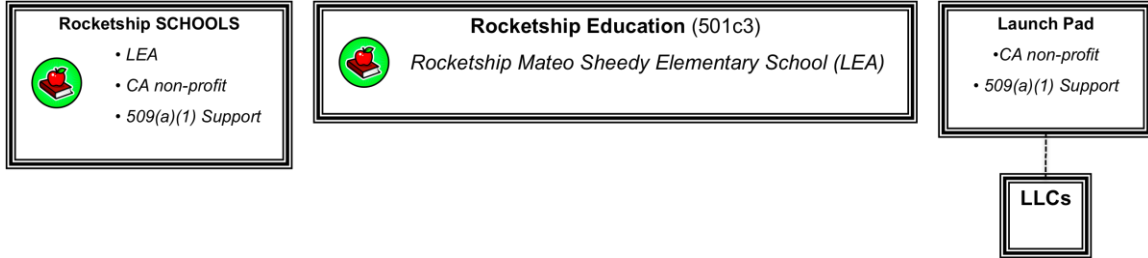 Rocketship SCHOOLS
• LEA
• CA non-profit
• 509(a)(1) Support
Rocketship Education (501c3)
Rocketship Mateo Sheedy Elementary School (LEA)
Launch Pad
•CA non-profit
• 509(a)(1) Support
LLCs